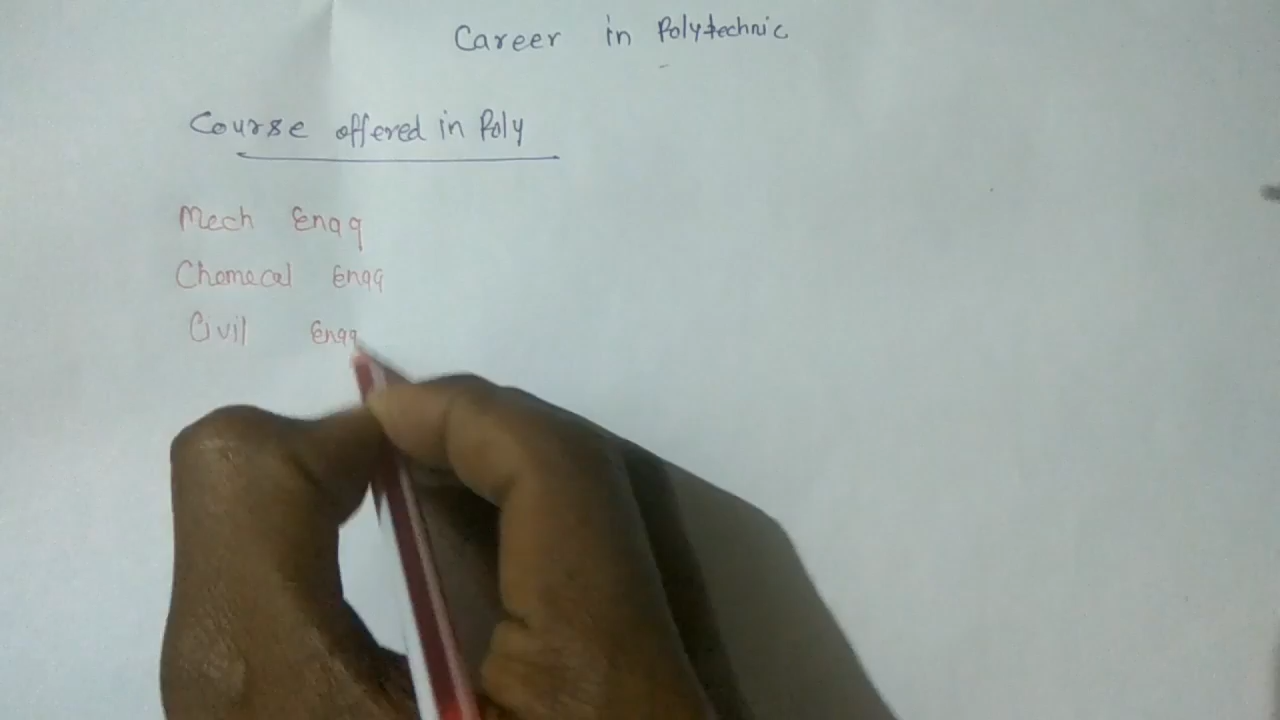 Career in Polytechnic
Course offered in Poly
Mech Engg
Chemecal Engg
Civil Engg